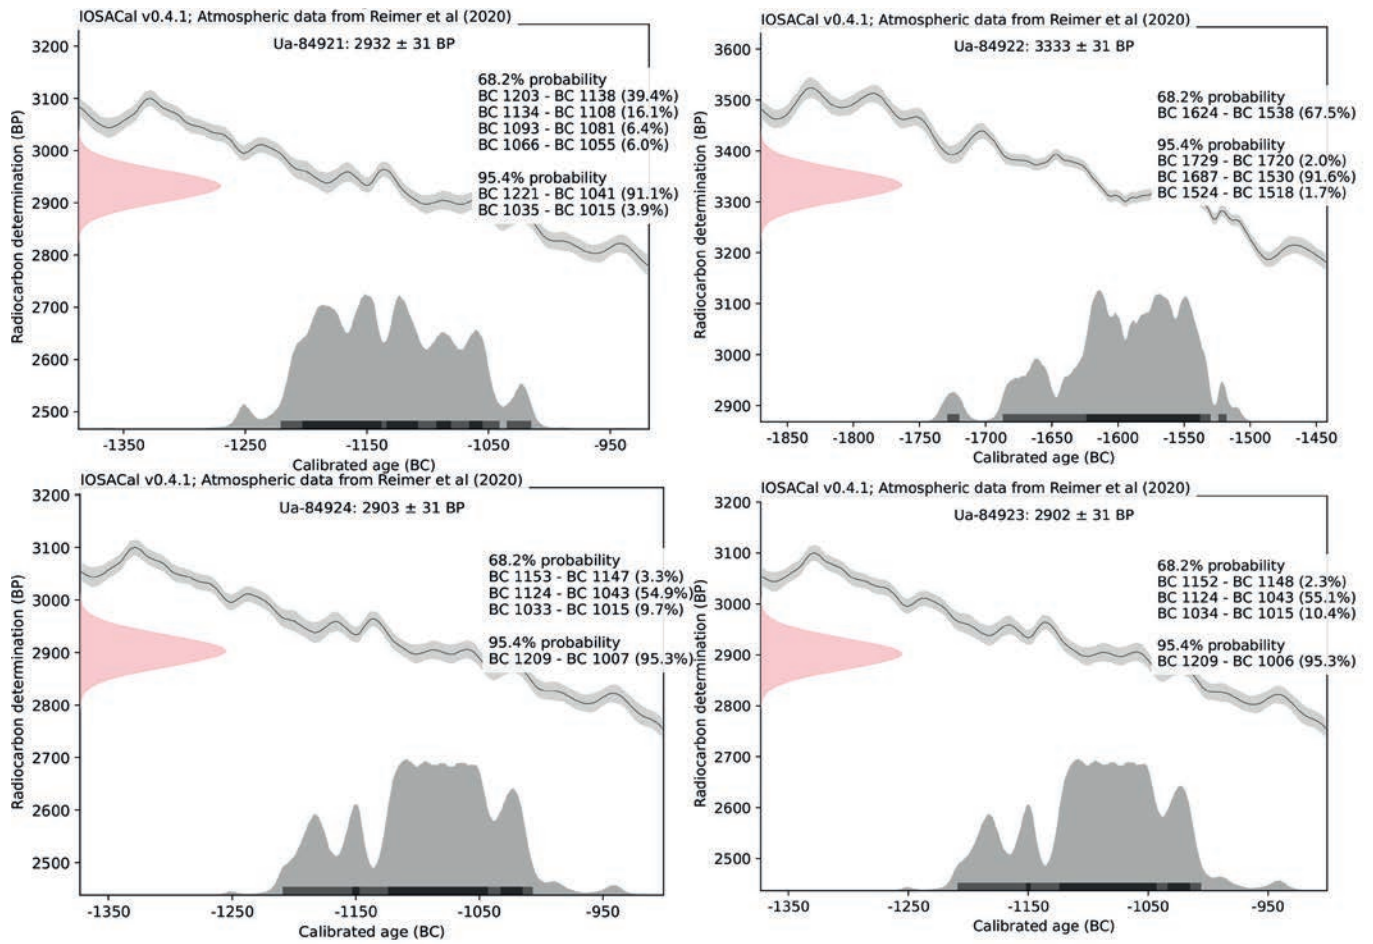 IOSACal v0.4.1; Atmospheric data from Reimer et al (2020)
Ua-84921: 2932 ± 31 BP
68.2% probability
BC 1203 - BC 1138 (39.4%)
BC 1134 - BC 1108 (16.1%)
BC 1093 - BC 1081 (6.4%)
BC 1066 - BC 1055 (6.0%)
95.4% probability
BC 1221 - BC 1041 (91.1%)
BC 1035 - BC 1015 (3.9%)
Radiocarbon determination (BP)
3200
3100
3000
2900
2800
2700
2600
2500
-1350
-1250
-1150
-1050
-950
Calibrated age (BC)
IOSACal v0.4.1; Atmospheric data from Reimer et al (2020)
Ua-84922: 3333 ± 31 BP
68.2% probability
BC 1624 - BC 1538 (67.5%)
95.4% probability
BC 1729 - BC 1720 (2.0%)
BC 1687 - BC 1530 (91.6%)
BC 1524 - BC 1518 (1.7%)
Radiocarbon determination (BP)
3600
3500
3400
3300
3200
3100
3000
2900
-1850
-1800
-1750
-1700
-1650
-1600
-1550
-1500
-1450
Calibrated age (BC)
IOSACal v0.4.1; Atmospheric data from Reimer et al (2020)
Ua-84924: 2903 ± 31 BP
68.2% probability
BC 1153 - BC 1147 (3.3%)
BC 1124 - BC 1043 (54.9%)
BC 1033 - BC 1015 (9.7%)
95.4% probability
BC 1209 - BC 1007 (95.3%)
Radiocarbon determination (BP)
3200
3100
3000
2900
2800
2700
2600
2500
-1350
-1250
-1150
-1050
-950
Calibrated age (BC)
IOSACal v0.4.1; Atmospheric data from Reimer et al (2020)
Ua-84923: 2902 ± 31 BP
68.2% probability
BC 1152 - BC 1148 (2.3%)
BC 1124 - BC 1043 (55.1%)
BC 1034 - BC 1015 (10.4%)
95.4% probability
BC 1209 - BC 1006 (95.3%)
Radiocarbon determination (BP)
3200
3100
3000
2900
2800
2700
2600
2500
-1350
-1250
-1150
-1050
-950
Calibrated age (BC)